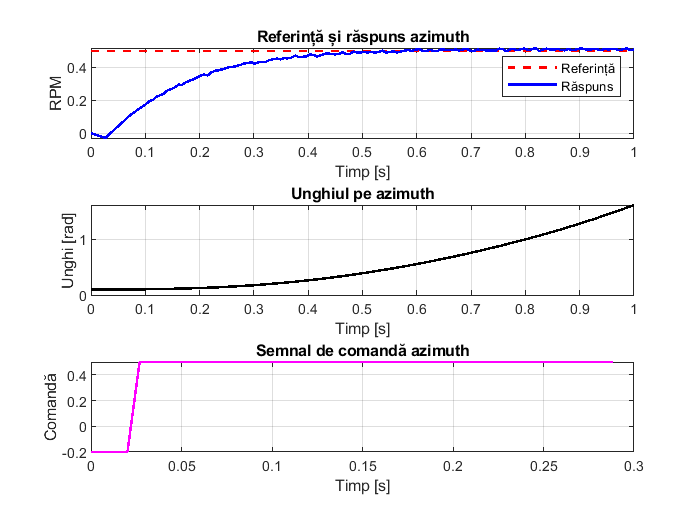 Referință și răspuns azimuth
RPM
0.4
0.2
0
Referință
Răspuns
0 0.1 0.2 0.3 0.4 0.5 0.6 0.7 0.8 0.9 1
Timp [s]
Unghiul pe azimuth
Unghi [rad]
1
0
0 0.1 0.2 0.3 0.4 0.5 0.6 0.7 0.8 0.9 1
Timp [s]
Semnal de comandă azimuth
Comandă
0.4
0.2
0
-0.2
0 0.05 0.1 0.15 0.2 0.25 0.3
Timp [s]